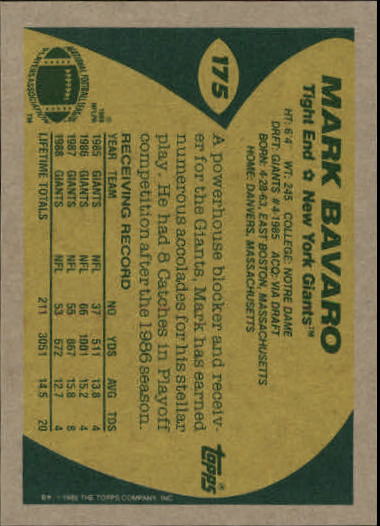 175
MARK BAVARO
Tight End New York Giants™
HT: 6'4 WT: 245 COLLEGE: NOTRE DAME
DRFT: GIANTS #4-1985 ACQ: VIA DRAFT
BORN: 4-28-63, EAST BOSTON, MASSACHUSETTS
HOME: DANVERS, MASSACHUSETTS
A powerhouse blocker and receiv-
er for the Giants, Mark has earned
numerous accolades for his stellar
play. He had 8 Catches in Playoff
competition after the 1986 season.
topps
RECEIVING RECORD
YEAR TEAM NO YDS AVG TDS
1985 GIANTS NFL 37 511 13.8 4
1986 GIANTS NFL 66 1001 15.2 4
1987 GIANTS NFL 55 867 15.8 8
1988 GIANTS NFL 53 672 12.7 4
LIFETIME TOTALS 211 3051 14.5 20
© 1989 THE TOPPS COMPANY, INC.